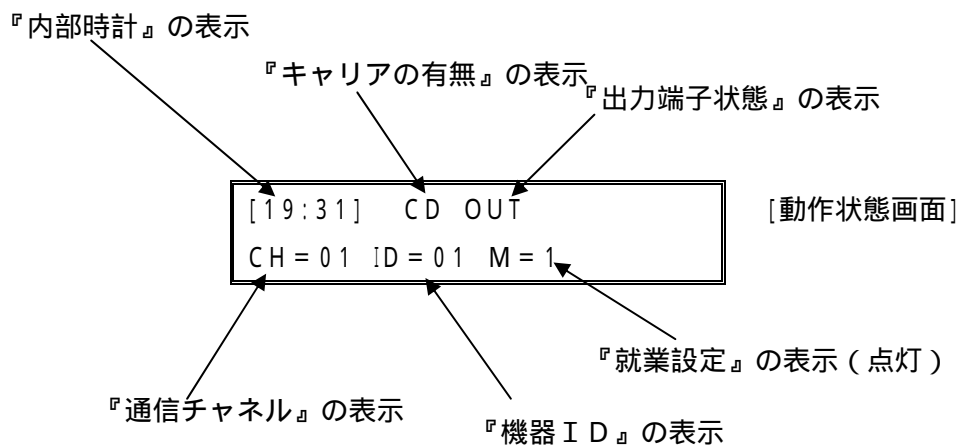 『内部時計』の表示
『キャリアの有無』の表示
『出力端子状態』の表示
[19:31] CD OUT
[動作状態画面]
CH=01 ID=01 M=1
『就業設定』の表示(点灯)
『通信チャネル』の表示
『機器ID』の表示